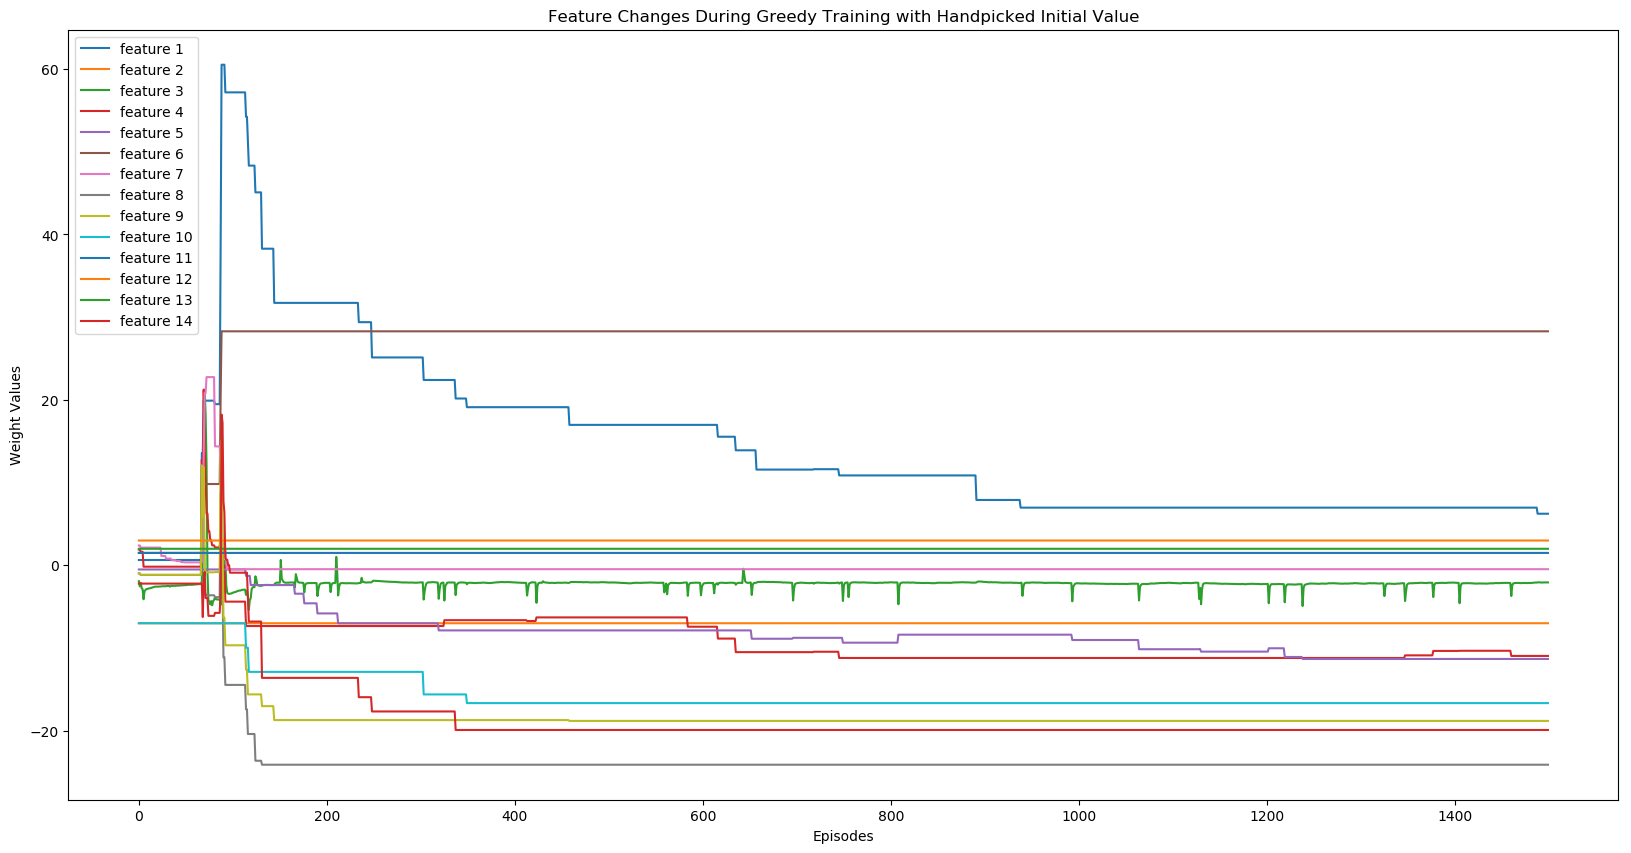 Feature Changes During Greedy Training with Handpicked Initial Value
feature 1
feature 2
feature 3
feature 4
feature 5
feature 6
feature 7
feature 8
feature 9
feature 10
feature 11
feature 12
feature 13
feature 14
60
40
20
0
−20
Weight Values
0 200 400 600 800 1000 1200 1400
Episodes